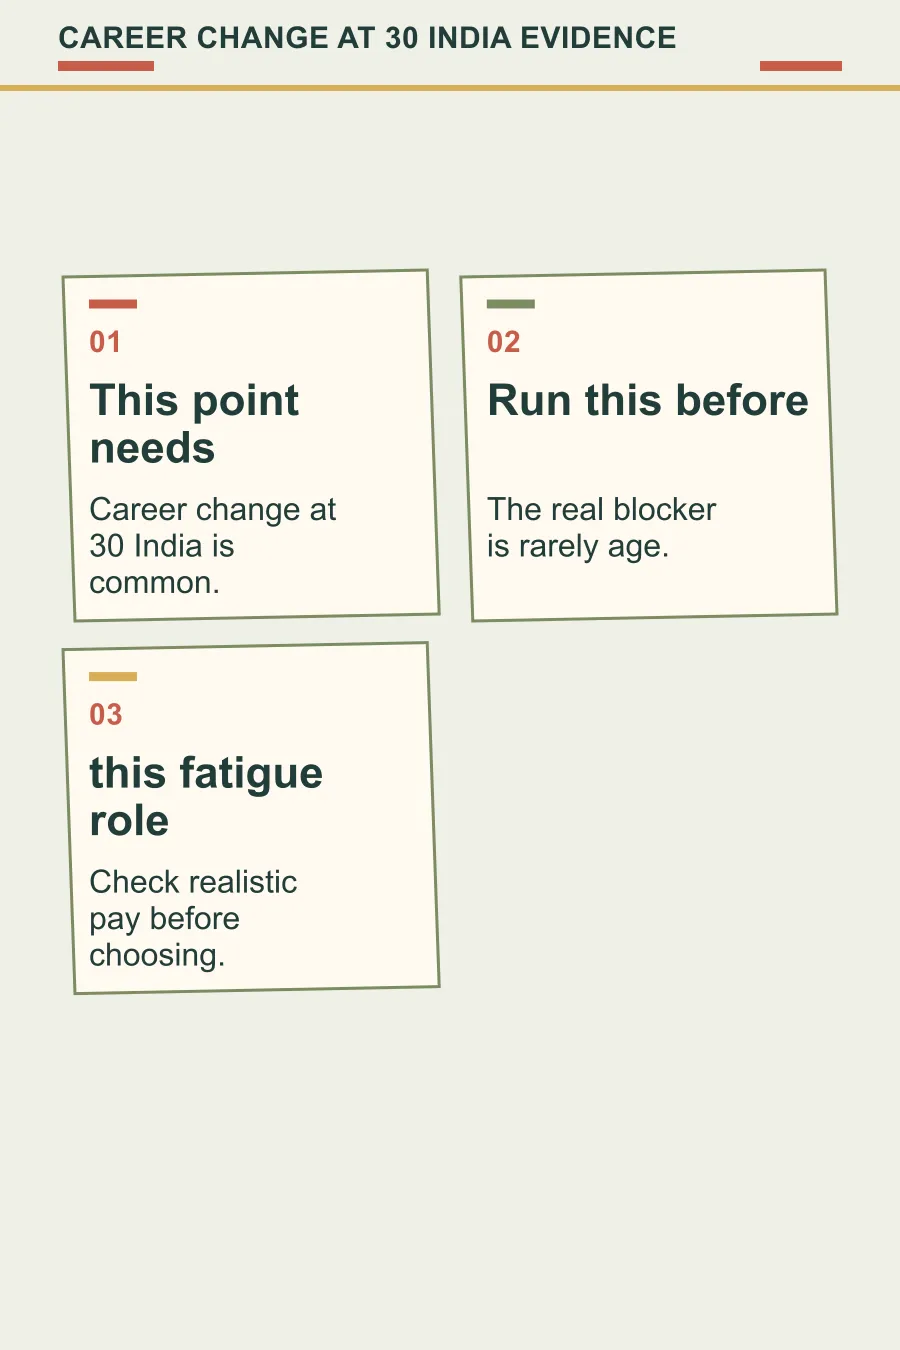 CAREER CHANGE AT 30 INDIA EVIDENCE
01
This point
needs
Career change at
30 India is
common.
02
Run this before
The real blocker
is rarely age.
03
this fatigue
role
Check realistic
pay before
choosing.